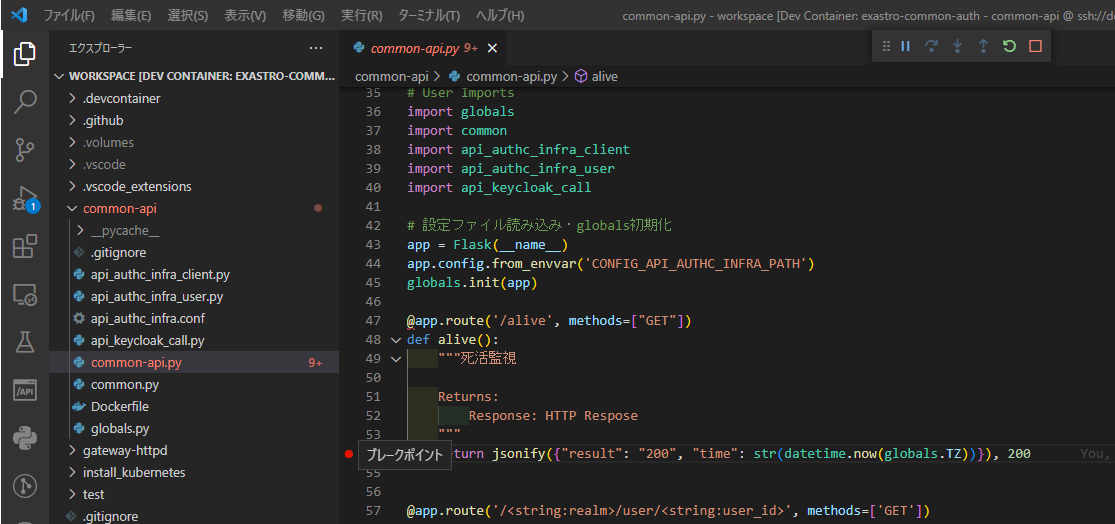 ファイル(F) 編集(E) 選択(S) 表示(V) 移動(G) 実行(R) ターミナル(T) ヘルプ(H) common-api.py - workspace [Dev Container: exastro-common-auth - common-api @ ssh://de
エクスプローラー ···
WORKSPACE [DEV CONTAINER: EXASTRO-COMM...
.devcontainer
.github
.volumes
.vscode
.vscode_extensions
common-api
__pycache__
.gitignore
api_authc_infra_client.py
api_authc_infra_user.py
api_authc_infra.conf
api_keycloak_call.py
common-api.py 9+
common.py
Dockerfile
globals.py
gateway-httpd
install_kubernetes
test
.gitignore
1
/API
common-api.py 9+
common-api > common-api.py > alive
35 # User Imports
36 import globals
37 import common
38 import api_authc_infra_client
39 import api_authc_infra_user
40 import api_keycloak_call
41
42 # 設定ファイル読み込み・globals初期化
43 app = Flask(__name__)
44 app.config.from_envvar('CONFIG_API_AUTHC_INFRA_PATH')
45 globals.init(app)
46
47 @app.route('/alive', methods=["GET"])
48 def alive():
49 """死活監視
50
51 Returns:
52 Response: HTTP Respose
53 """
ブレークポイント turn jsonify({"result": "200", "time": str(datetime.now(globals.TZ))}), 200 You,
55
56
57 @app.route('/<string:realm>/user/<string:user_id>', methods=['GET'])